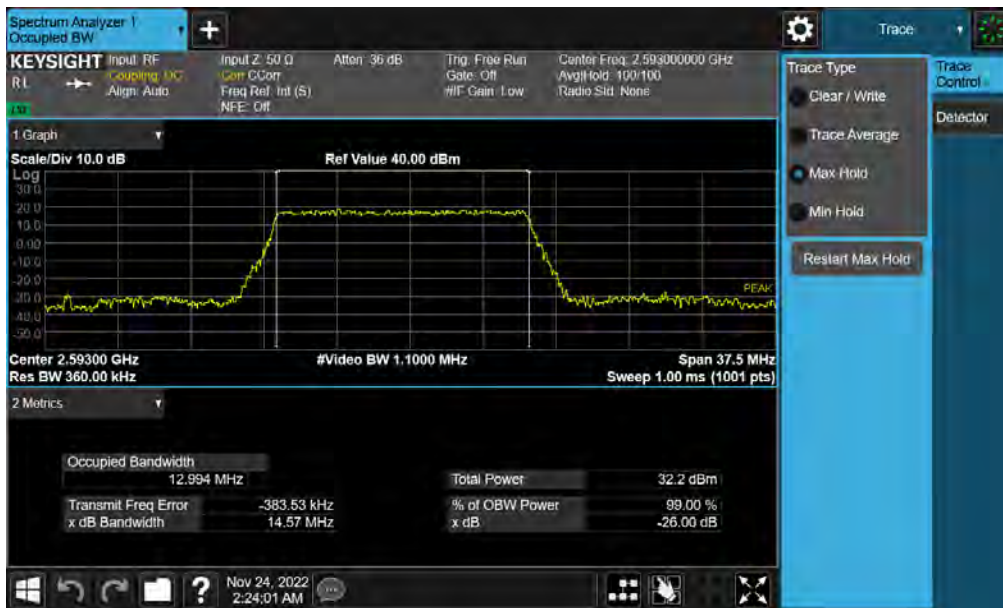 Spectrum Analyzer 1
Occupied BW
+
Trace
KEYSIGHT Input: RF
RL
Coupling: DC
Align: Auto
Input Z: 50 Ω
Corr CCorr
Freq Ref: Int (S)
NFE: Off
Atten: 36 dB
Trig: Free Run
Gate: Off
#IF Gain: Low
Center Freq: 2.593000000 GHz
Avg|Hold: 100/100
Radio Std: None
Trace Type
Clear / Write
Trace Average
Max Hold
Min Hold
Restart Max Hold
Trace
Control
Detector
1 Graph
Scale/Div 10.0 dB
Ref Value 40.00 dBm
Log
30.0
20.0
10.0
0.00
-10.0
-20.0
-30.0
-40.0
-50.0
PEAK
Center 2.59300 GHz
#Video BW 1.1000 MHz
Span 37.5 MHz
Res BW 360.00 kHz
Sweep 1.00 ms (1001 pts)
2 Metrics
Occupied Bandwidth
12.994 MHz
Total Power 32.2 dBm
Transmit Freq Error -383.53 kHz
% of OBW Power 99.00 %
x dB Bandwidth 14.57 MHz
x dB -26.00 dB
?
Nov 24, 2022
2:24:01 AM